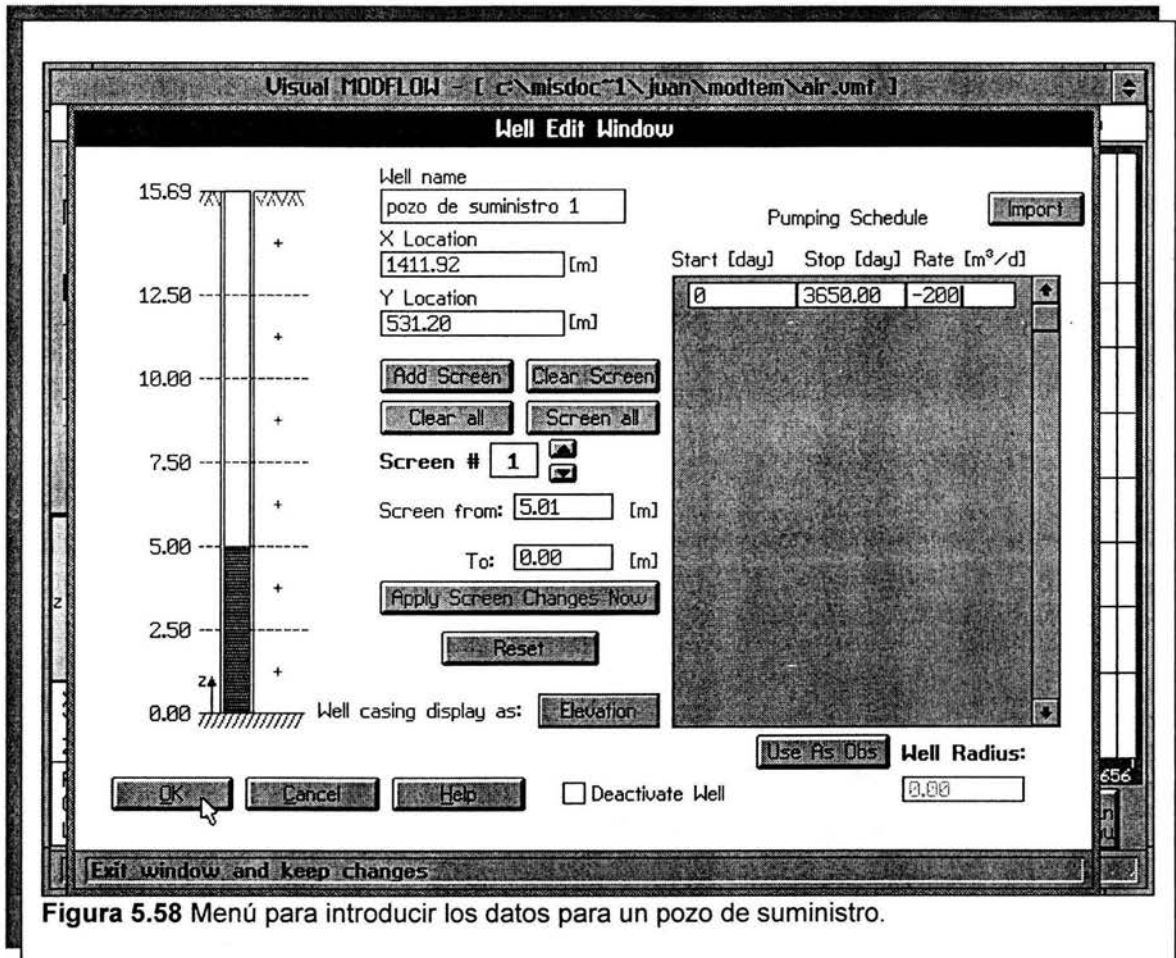 Visual MODFLOW - [ c:\misdoc~1\juan\modtem\air.vmf ]
Well Edit Window
15.69
12.50
10.00
7.50
5.00
2.50
z
0.00
Well name
pozo de suministro 1
X Location
1411.92 [m]
Y Location
531.20 [m]
Add Screen Clear Screen
Clear all Screen all
Screen # 1
Screen from: 5.01 [m]
To: 0.00 [m]
Apply Screen Changes Now
Reset
Well casing display as: Elevation
Pumping Schedule Import
Start [day] Stop [day] Rate [m³/d]
0 3650.00 -200
Use As Obs Well Radius:
0.00
OK Cancel Help Deactivate Well
Exit window and keep changes
z
656
Figura 5.58 Menú para introducir los datos para un pozo de suministro.